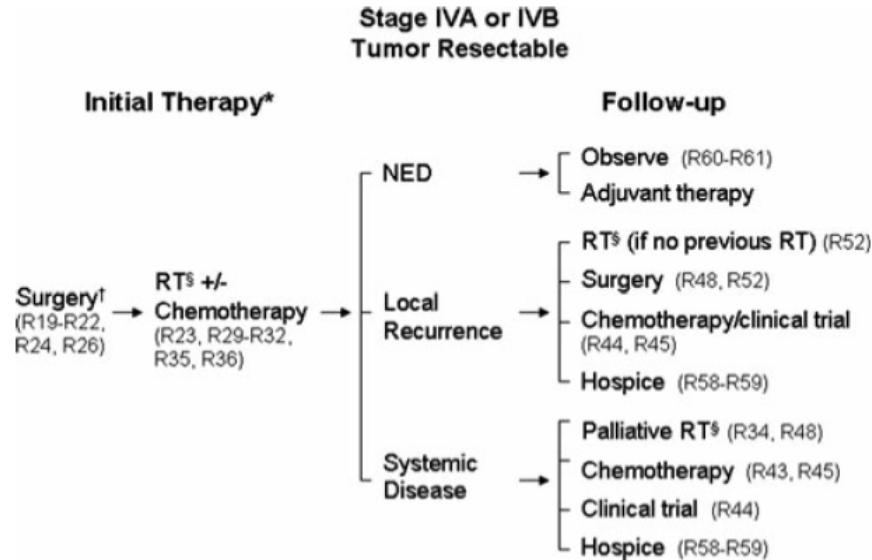 Stage IVA or IVB
Tumor Resectable
Initial Therapy*
Follow-up
Surgery†
(R19-R22,
R24, R26)
RT§ +/-
Chemotherapy
(R23, R29-R32,
R35, R36)
NED
Observe (R60-R61)
Adjuvant therapy
Local
Recurrence
RT§ (if no previous RT) (R52)
Surgery (R48, R52)
Chemotherapy/clinical trial
(R44, R45)
Hospice (R58-R59)
Systemic
Disease
Palliative RT§ (R34, R48)
Chemotherapy (R43, R45)
Clinical trial (R44)
Hospice (R58-R59)